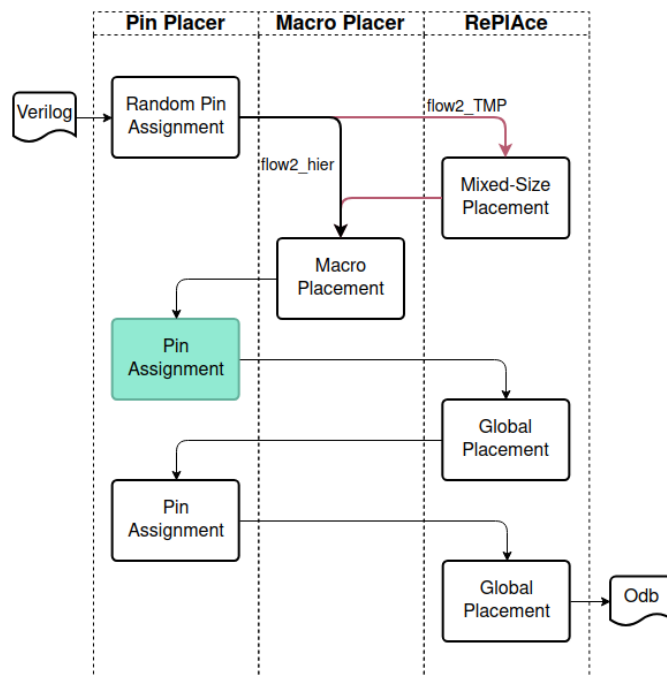 Pin Placer
Macro Placer
RePlAce
Verilog
Random Pin
Assignment
flow2_TMP
flow2_hier
Mixed-Size
Placement
Macro
Placement
Pin
Assignment
Global
Placement
Pin
Assignment
Global
Placement
Odb